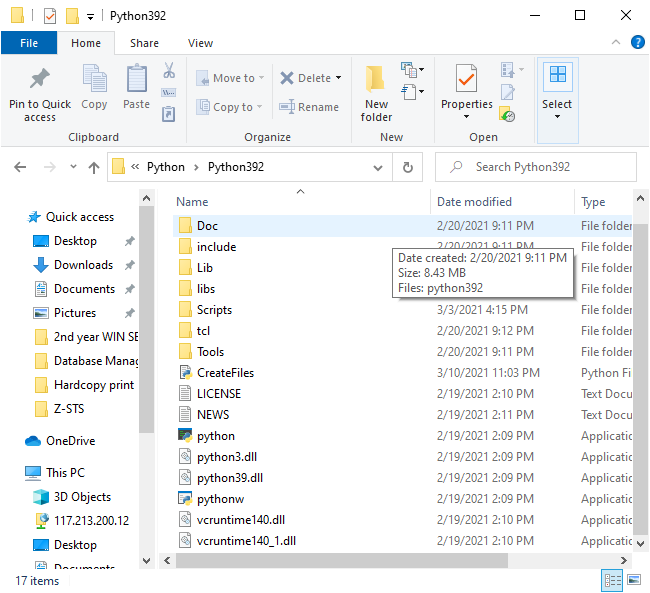 Python392
File Home Share View
Pin to Quick access
Copy
Paste
Clipboard
Move to
Copy to
Delete
Rename
Organize
New folder
New
Properties
Open
Select
Python Python392
Search Python392
Quick access
Desktop
Downloads
Documents
Pictures
2nd year WIN SE
Database Manag
Hardcopy print
Z-STS
OneDrive
This PC
3D Objects
117.213.200.12
Desktop
Documents
Name Date modified Type
Doc 2/20/2021 9:11 PM File folder
include 2/20/2021 9:11 PM File folder
Lib File folder
libs File folder
Date created: 2/20/2021 9:11 PM
Size: 8.43 MB
Files: python392
Scripts 3/3/2021 4:15 PM File folder
tcl 2/20/2021 9:12 PM File folder
Tools 2/20/2021 9:11 PM File folder
CreateFiles 3/10/2021 11:03 PM Python Fi
LICENSE 2/19/2021 2:10 PM Text Docu
NEWS 2/19/2021 2:11 PM Text Docu
python 2/19/2021 2:09 PM Applicatic
python3.dll 2/19/2021 2:09 PM Applicatic
python39.dll 2/19/2021 2:09 PM Applicatic
pythonw 2/19/2021 2:09 PM Applicatic
vcruntime140.dll 2/19/2021 2:10 PM Applicatic
vcruntime140_1.dll 2/19/2021 2:10 PM Applicatic
17 items